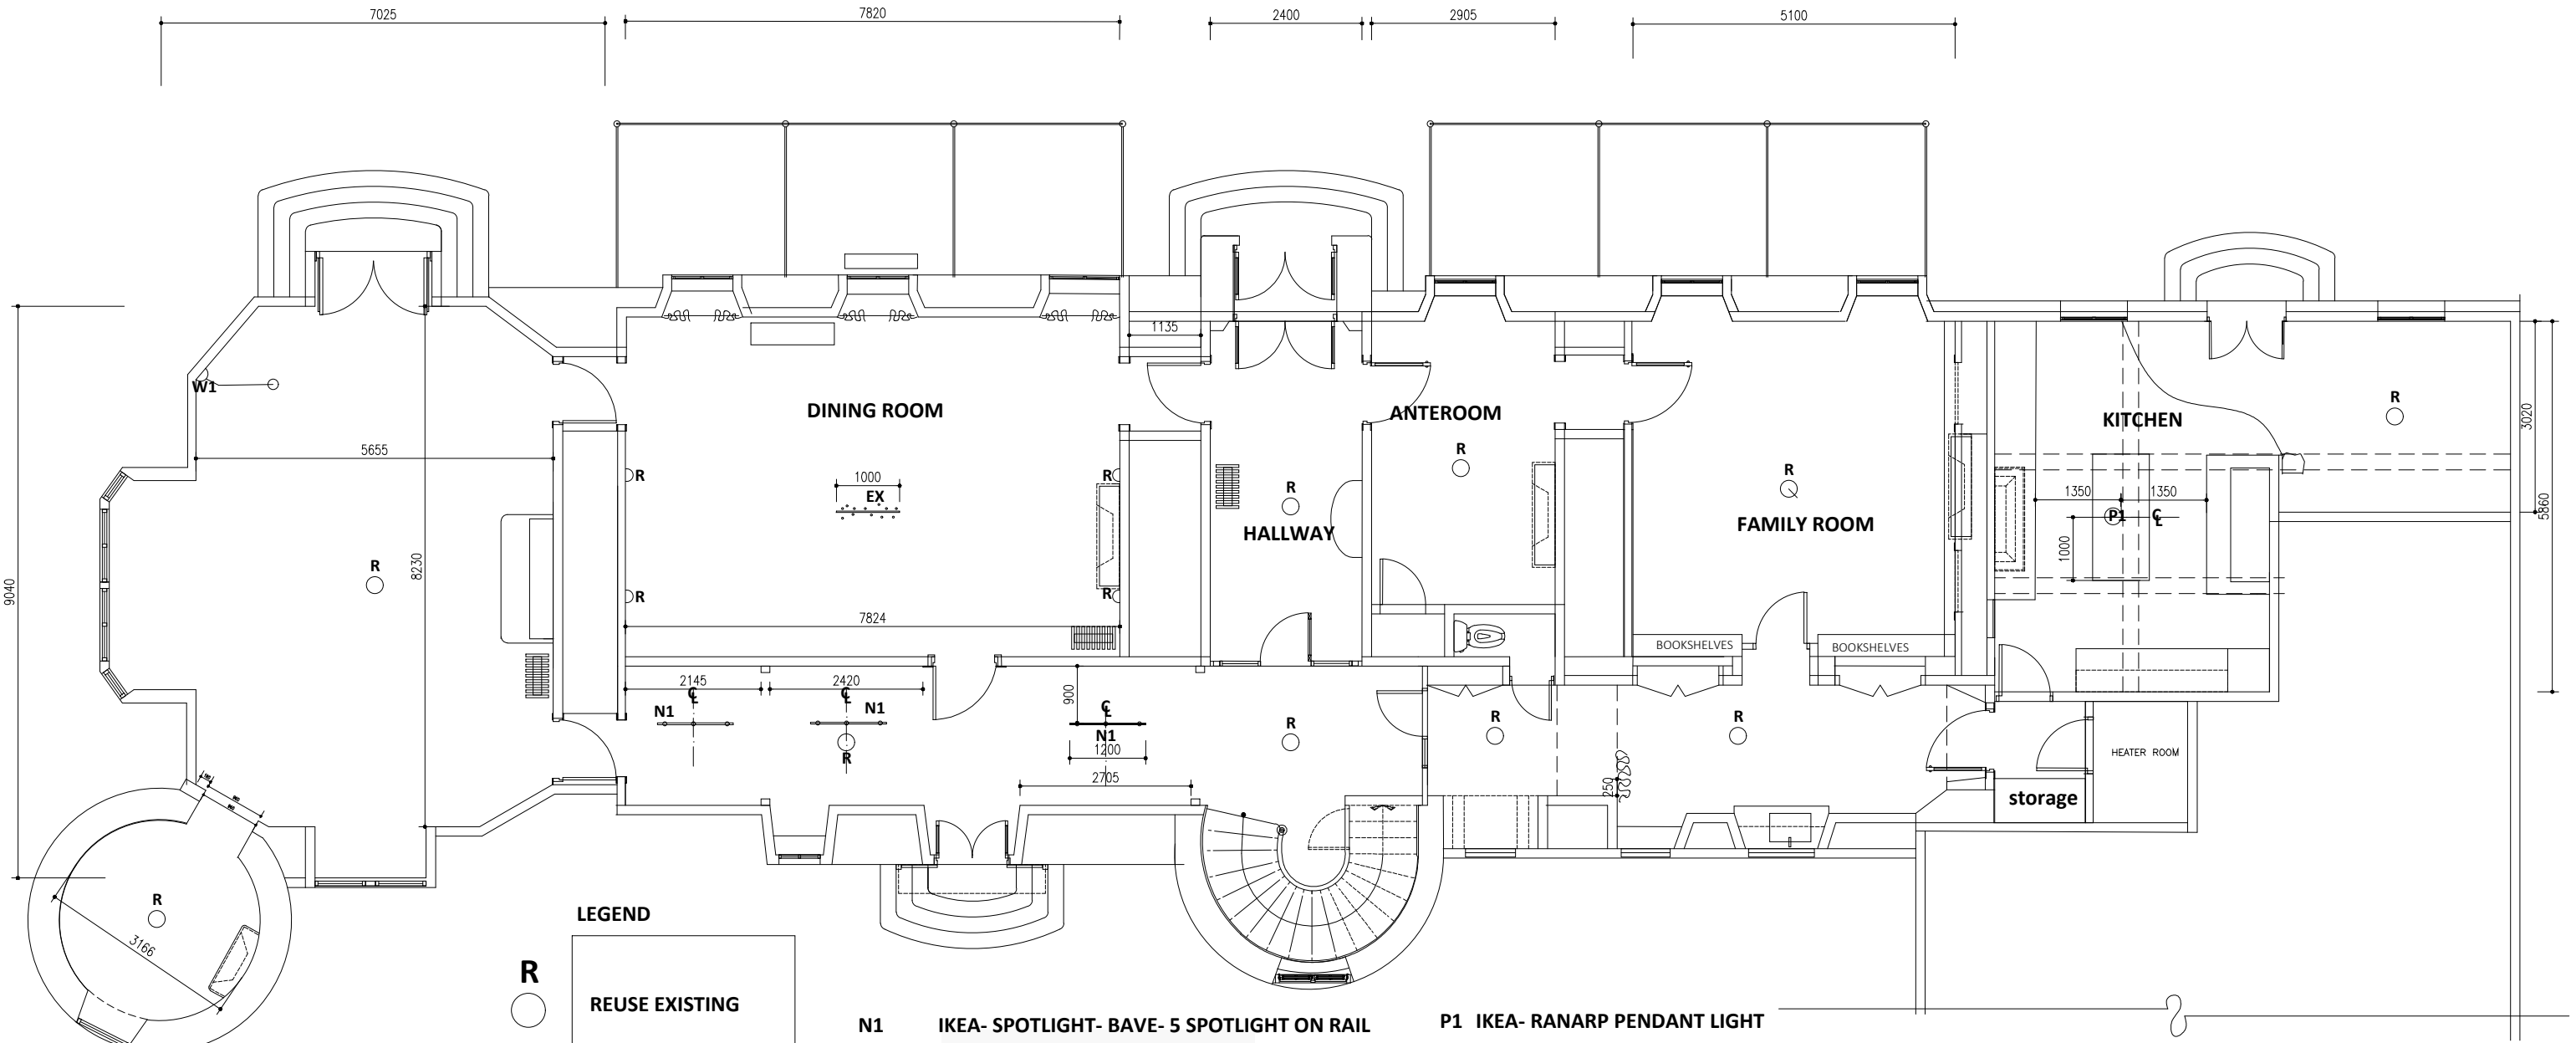 7025
7820
2400
2905
5100
1135
W1
DINING ROOM
ANTEROOM
KITCHEN
R
3020
5655
R
R
R
R
1000
EX
R
1350
1350
P1
℄
5860
HALLWAY
FAMILY ROOM
1000
9040
8230
R
R
R
7824
BOOKSHELVES
BOOKSHELVES
2145
℄
2420
℄
900
N1
N1
℄
N1
1200
R
R
R
R
2705
250
HEATER ROOM
storage
R
3166
LEGEND
R
REUSE EXISTING
N1 IKEA- SPOTLIGHT- BAVE- 5 SPOTLIGHT ON RAIL
P1 IKEA- RANARP PENDANT LIGHT